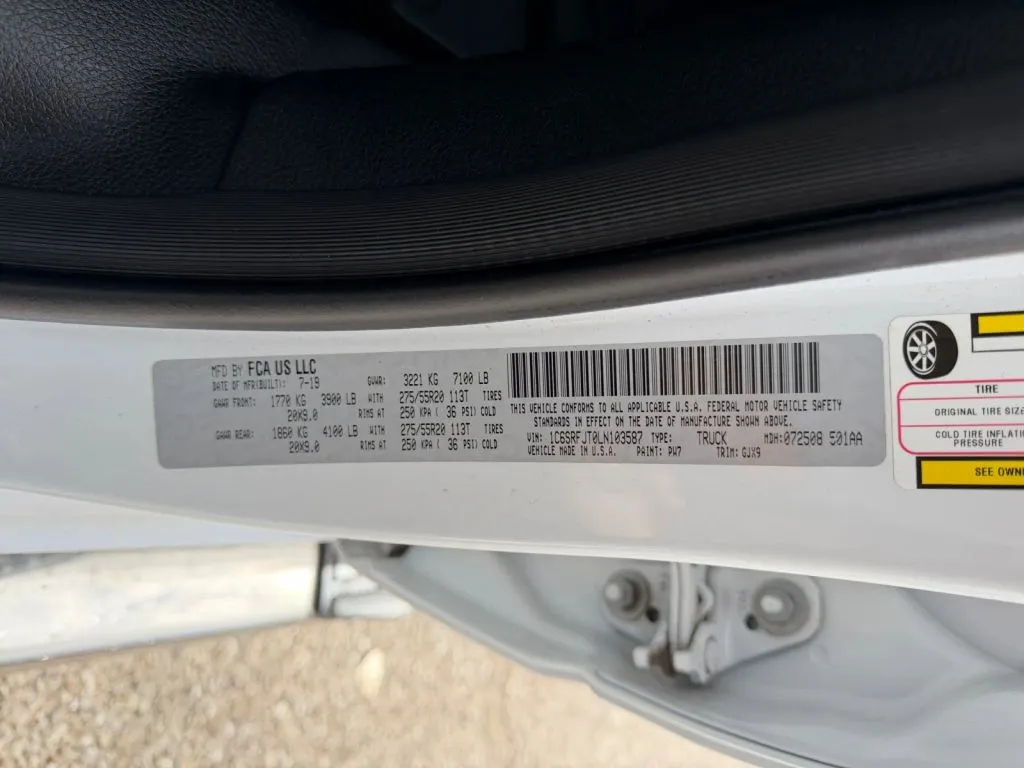 MFD BY FCA US LLC
DATE OF MFR(BUILT): 7-19 GVWR: 3221 KG 7100 LB
GAWR FRONT: 1770 KG 3900 LB WITH 275/55R20 113T TIRES
20X9.0 RIMS AT 250 KPA ( 36 PSI) COLD
GAWR REAR: 1860 KG 4100 LB WITH 275/55R20 113T TIRES
20X9.0 RIMS AT 250 KPA ( 36 PSI) COLD
THIS VEHICLE CONFORMS TO ALL APPLICABLE U.S.A. FEDERAL MOTOR VEHICLE SAFETY
STANDARDS IN EFFECT ON THE DATE OF MANUFACTURE SHOWN ABOVE.
VIN: 1C6SRFJT0LN103587 TYPE: TRUCK MDH: 072508 501AA
VEHICLE MADE IN U.S.A. PAINT: PW7 TRIM: GJX9
TIRE
ORIGINAL TIRE SIZE
COLD TIRE INFLATI
PRESSURE
SEE OWN